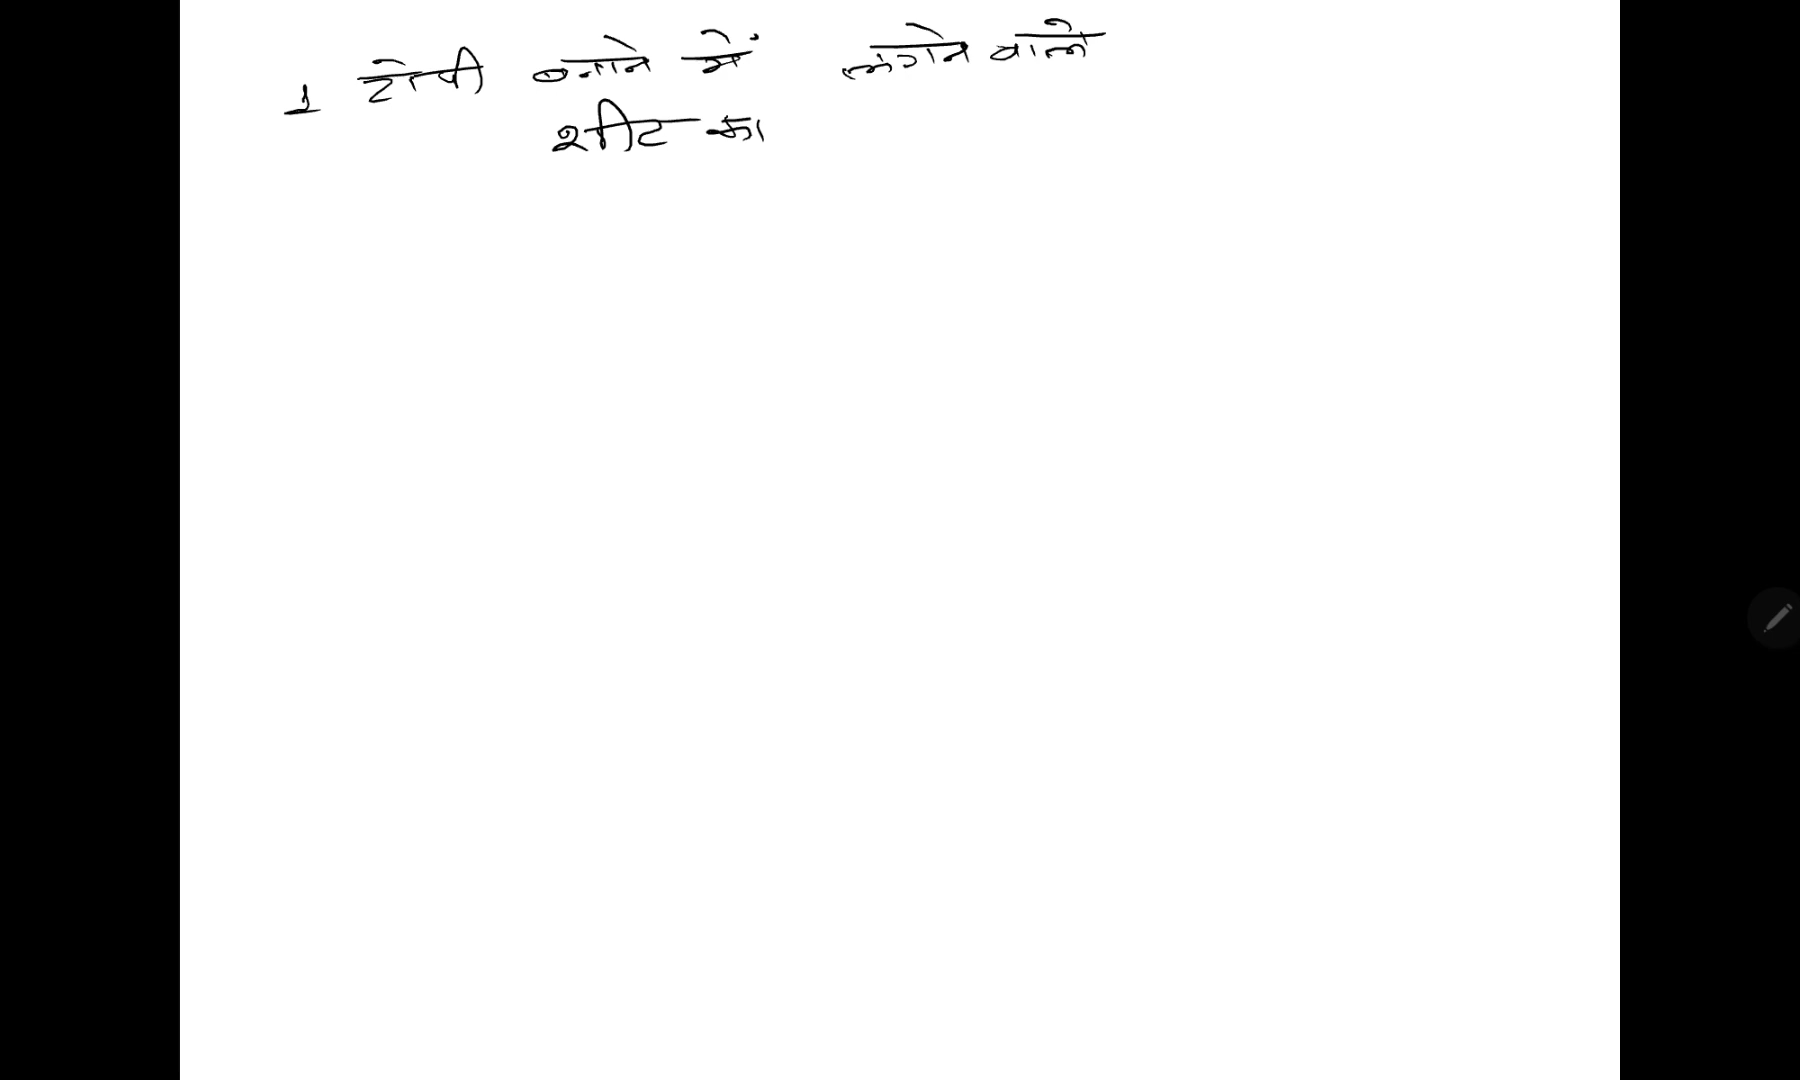 1 टोपी बनाने में लगने वाले
शीट का